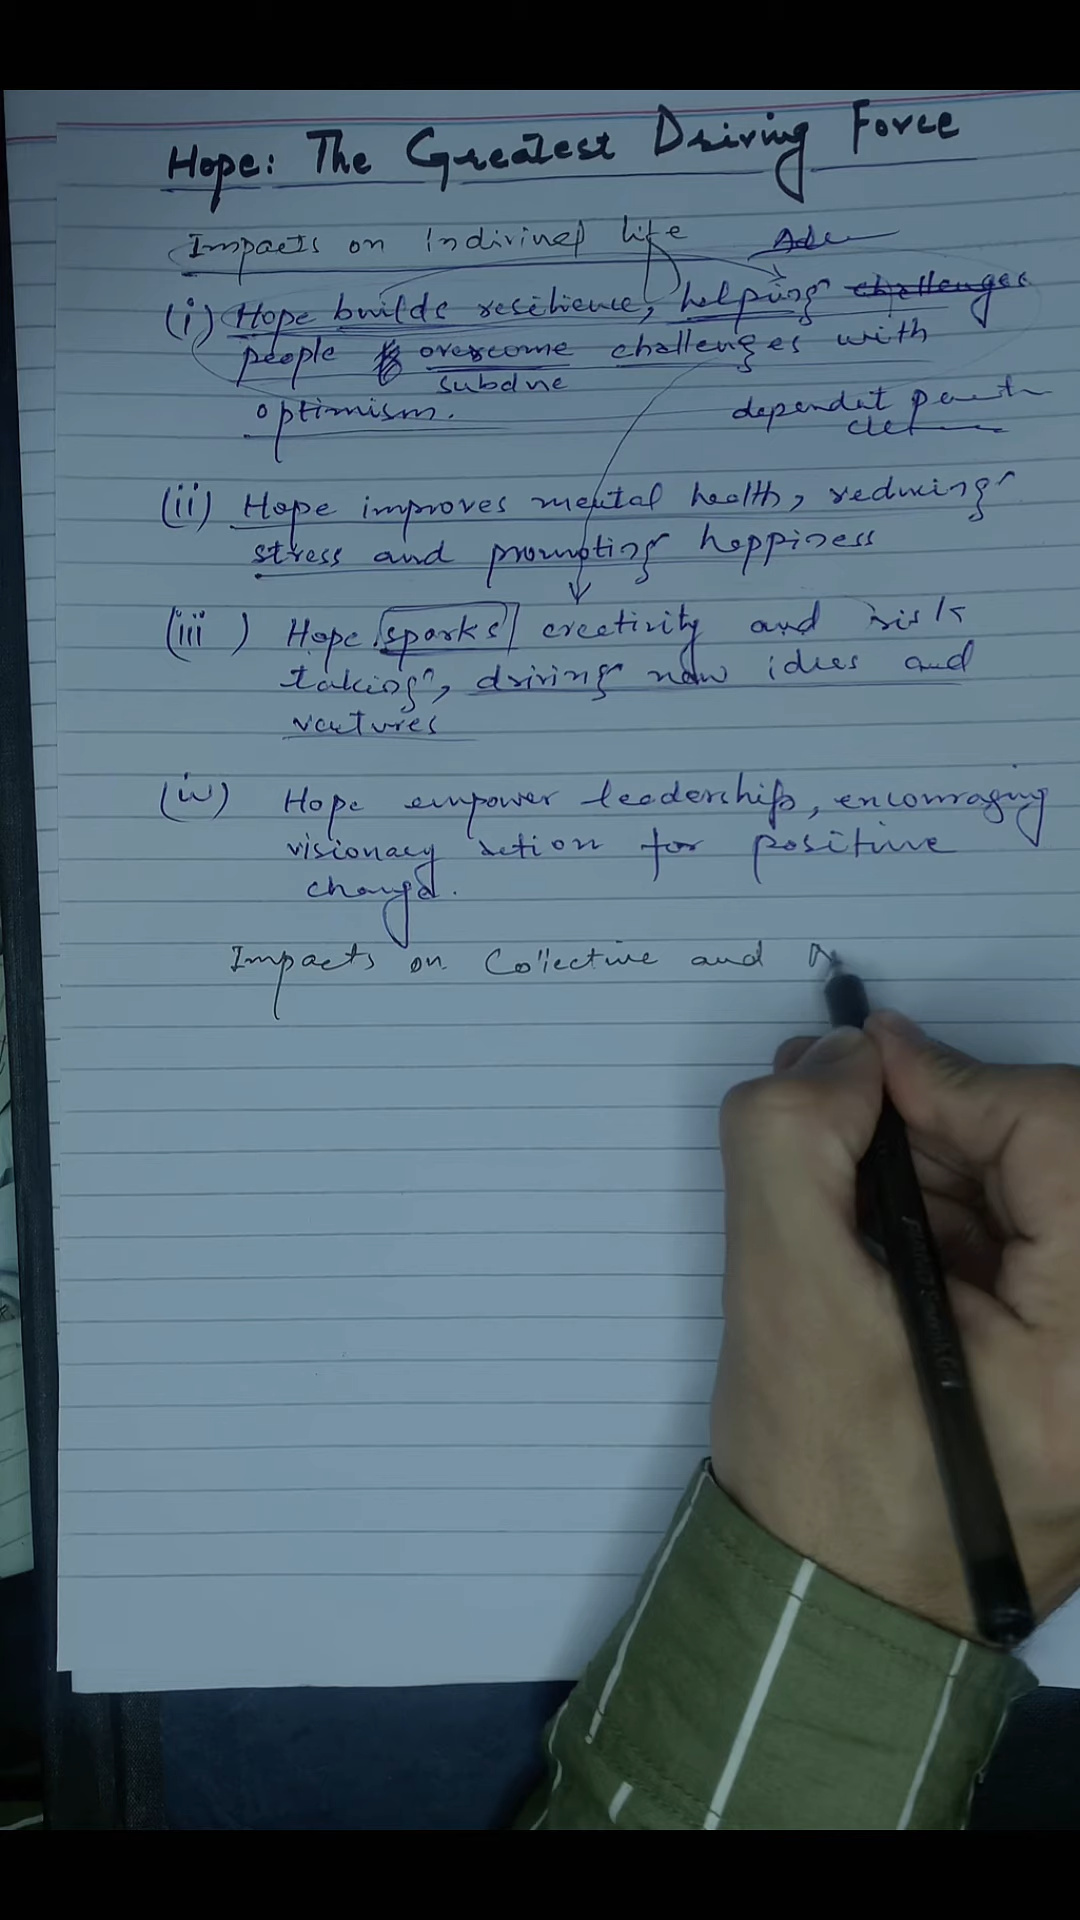 Hope: The Greatest Driving Force
Impacts on individual life
(i) Hope builds resilience, helping challenges
people overcome challenges with
subdue
optimism.
dependent
(ii) Hope improves mental health, reducing
stress and promoting happiness
(iii) Hope sparks creativity and risk
taking, driving new ideas and
ventures
(iv) Hope empower leadership, encouraging
visionary action for positive
change.
Impacts on Collective and